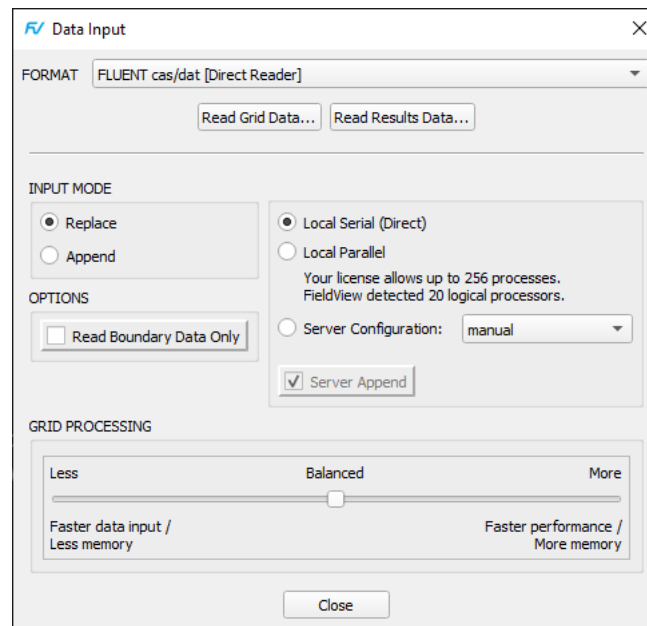 Data Input
FORMAT FLUENT cas/dat [Direct Reader]
Read Grid Data... Read Results Data...
INPUT MODE
Replace
Append
OPTIONS
Read Boundary Data Only
Local Serial (Direct)
Local Parallel
Your license allows up to 256 processes.
FieldView detected 20 logical processors.
Server Configuration: manual
Server Append
GRID PROCESSING
Less Balanced More
Faster data input / Faster performance /
Less memory More memory
Close